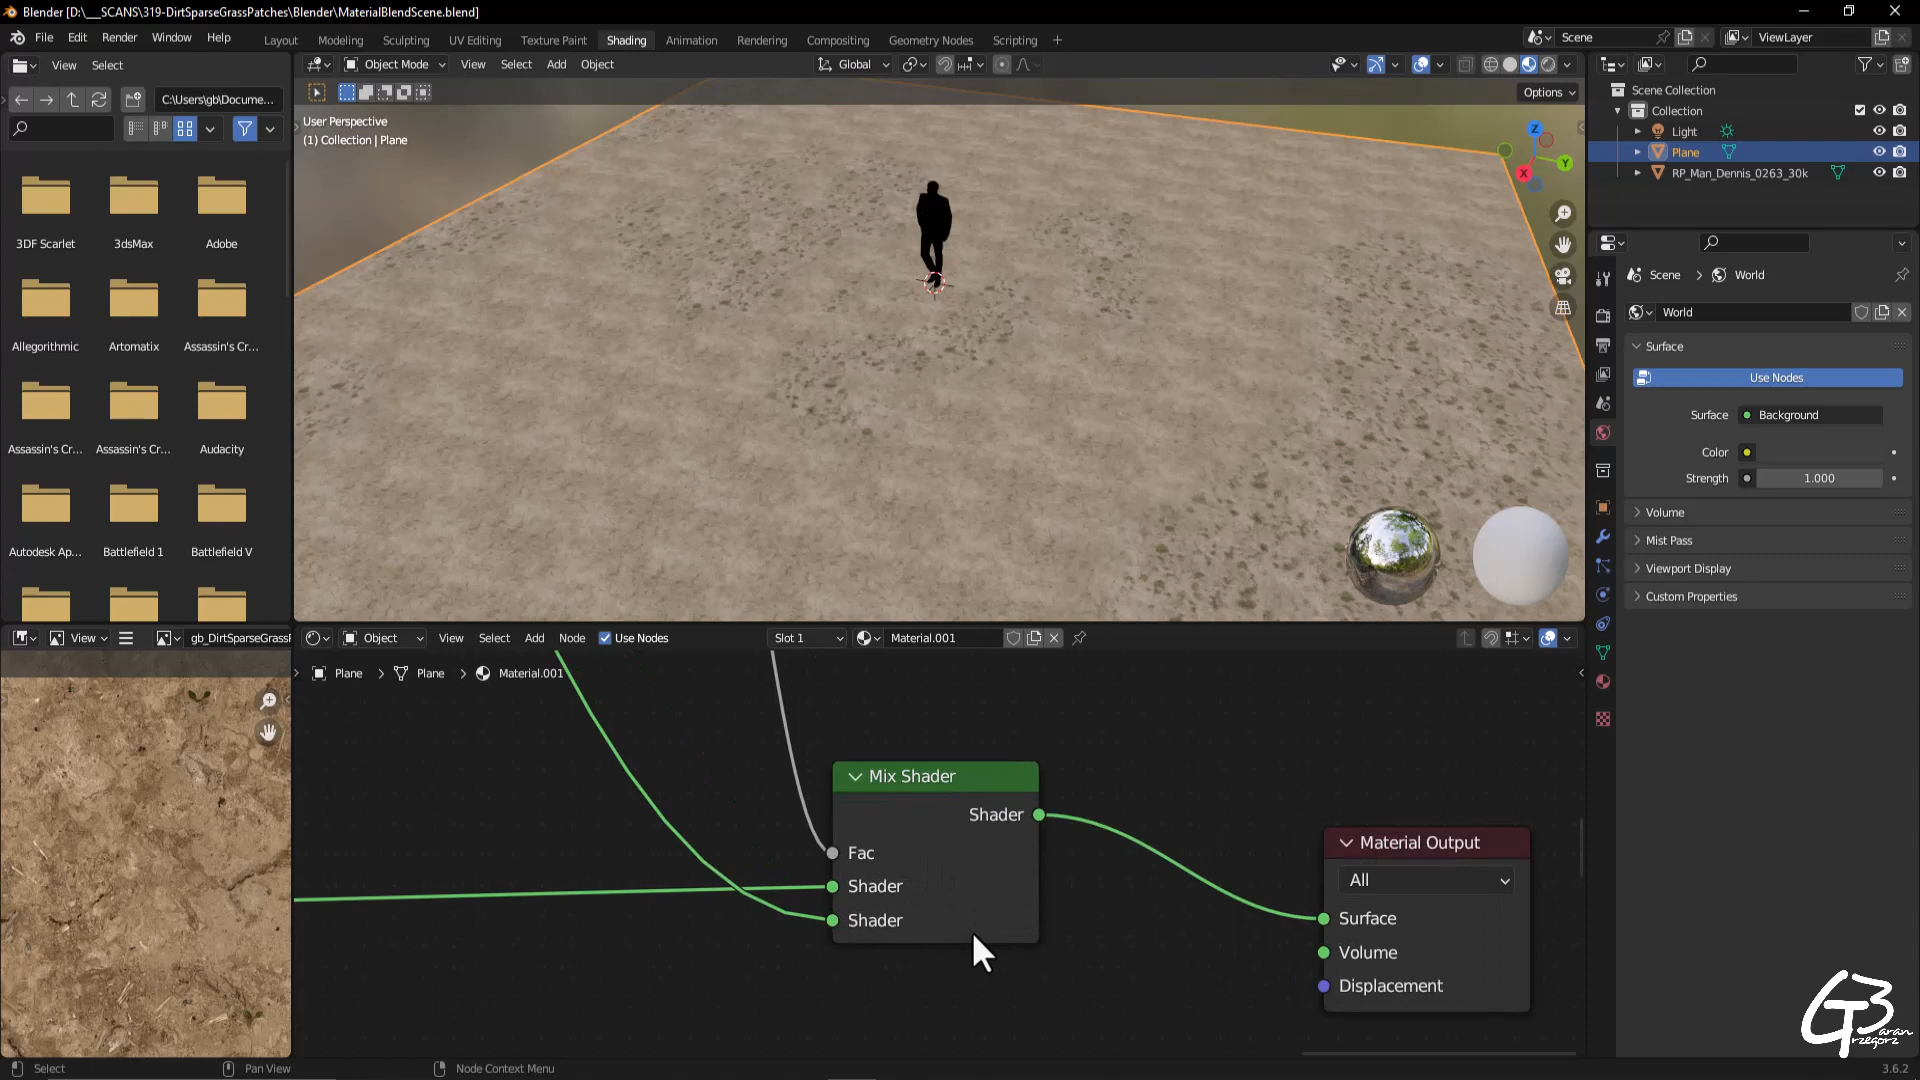 Blender [D:\___SCANS\319-DirtSparseGrassPatches\Blender\MaterialBlendScene.blend]
File Edit Render Window Help
Layout Modeling Sculpting UV Editing Texture Paint Shading Animation Rendering Compositing Geometry Nodes Scripting +
Scene
ViewLayer
View Select
Object Mode View Select Add Object
Global
C:\Users\gb\Docume...
Options
User Perspective
(1) Collection | Plane
Z
Y
X
3DF Scarlet 3dsMax Adobe
Allegorithmic Artomatix Assassin's Cr...
Assassin's Cr... Assassin's Cr... Audacity
Autodesk Ap... Battlefield 1 Battlefield V
Scene Collection
Collection
Light
Plane
RP_Man_Dennis_0263_30k
Scene > World
World
Surface
Use Nodes
Surface Background
Color
Strength 1.000
Volume
Mist Pass
Viewport Display
Custom Properties
View gb_DirtSparseGrassF
Object View Select Add Node Use Nodes Slot 1 Material.001
Plane > Plane > Material.001
Mix Shader
Shader
Fac
Shader
Shader
Material Output
All
Surface
Volume
Displacement
Select Pan View Node Context Menu
3.6.2